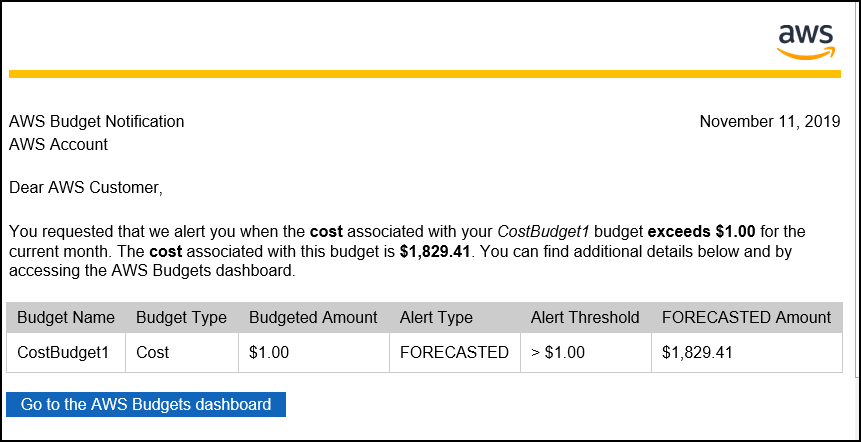 aws
AWS Budget Notification November 11, 2019
AWS Account
Dear AWS Customer,
You requested that we alert you when the cost associated with your CostBudget1 budget exceeds $1.00 for the
current month. The cost associated with this budget is $1,829.41. You can find additional details below and by
accessing the AWS Budgets dashboard.
Budget Name Budget Type Budgeted Amount Alert Type Alert Threshold FORECASTED Amount
CostBudget1 Cost $1.00 FORECASTED > $1.00 $1,829.41
Go to the AWS Budgets dashboard